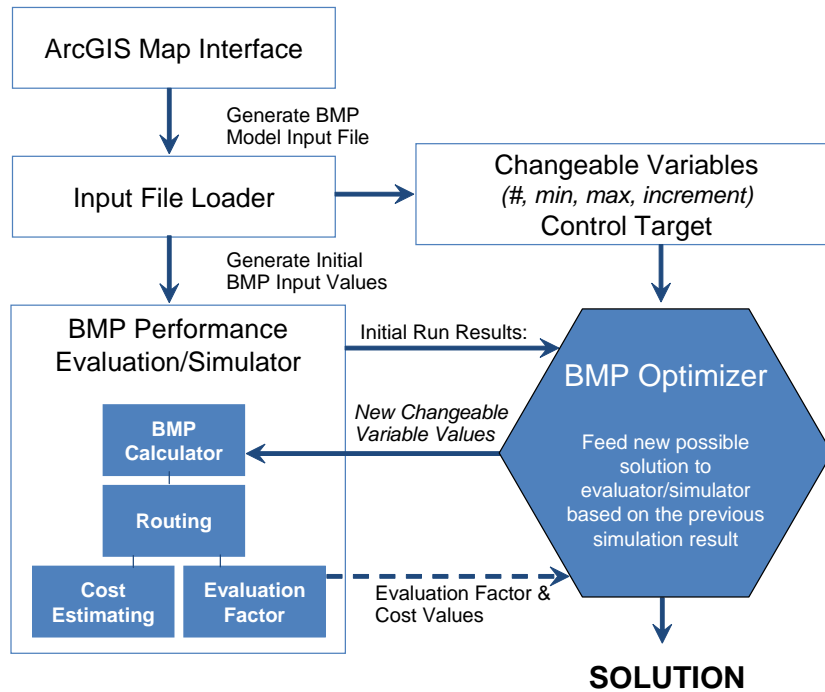 ArcGIS Map Interface
Generate BMP
Model Input File
Input File Loader
Changeable Variables
(#, min, max, increment)
Control Target
Generate Initial
BMP Input Values
BMP Performance
Evaluation/Simulator
Initial Run Results:
BMP Optimizer
Feed new possible
solution to
evaluator/simulator
based on the previous
simulation result
New Changeable
Variable Values
BMP
Calculator
Routing
Cost
Estimating
Evaluation
Factor
Evaluation Factor &
Cost Values
SOLUTION